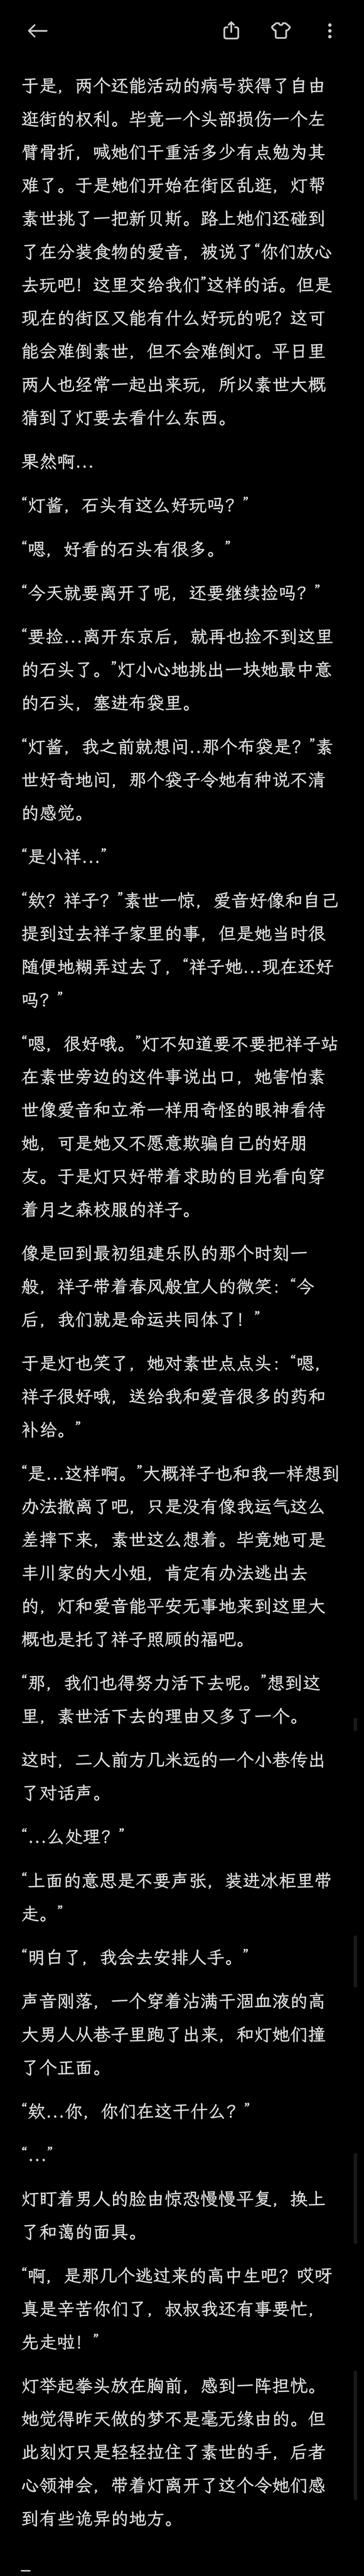 于是，两个还能活动的病号获得了自由
逛街的权利。毕竟一个头部损伤一个左
臂骨折，喊她们干重活多少有点勉为其
难了。于是她们开始在街区乱逛，灯帮
素世挑了一把新贝斯。路上她们还碰到
了在分装食物的爱音，被说了“你们放心
去玩吧！这里交给我们”这样的话。但是
现在的街区又能有什么好玩的呢？这可
能会难倒素世，但不会难倒灯。平日里
两人也经常一起出来玩，所以素世大概
猜到了灯要去看什么东西。
果然啊...
“灯酱，石头有这么好玩吗？”
“嗯，好看的石头有很多。”
“今天就要离开了呢，还要继续捡吗？”
“要捡...离开东京后，就再也捡不到这里
的石头了。”灯小心地挑出一块她最中意
的石头，塞进布袋里。
“灯酱，我之前就想问..那个布袋是？”素
世好奇地问，那个袋子令她有种说不清
的感觉。
“是小祥...”
“欸？祥子？”素世一惊，爱音好像和自己
提到过去祥子家里的事，但是她当时很
随便地糊弄过去了，“祥子她...现在还好
吗？”
“嗯，很好哦。”灯不知道要不要把祥子站
在素世旁边的这件事说出口，她害怕素
世像爱音和立希一样用奇怪的眼神看待
她，可是她又不愿意欺骗自己的好朋
友。于是灯只好带着求助的目光看向穿
着月之森校服的祥子。
像是回到最初组建乐队的那个时刻一
般，祥子带着春风般宜人的微笑：“今
后，我们就是命运共同体了！”
于是灯也笑了，她对素世点点头：“嗯，
祥子很好哦，送给我和爱音很多的药和
补给。”
“是...这样啊。”大概祥子也和我一样想到
办法撤离了吧，只是没有像我运气这么
差摔下来，素世这么想着。毕竟她可是
丰川家的大小姐，肯定有办法逃出去
的，灯和爱音能平安无事地来到这里大
概也是托了祥子照顾的福吧。
“那，我们也得努力活下去呢。”想到这
里，素世活下去的理由又多了一个。
这时，二人前方几米远的一个小巷传出
了对话声。
“...么处理？”
“上面的意思是不要声张，装进冰柜里带
走。”
“明白了，我会去安排人手。”
声音刚落，一个穿着沾满干涸血液的高
大男人从巷子里跑了出来，和灯她们撞
了个正面。
“欸...你，你们在这干什么？”
“...”
灯盯着男人的脸由惊恐慢慢平复，换上
了和蔼的面具。
“啊，是那几个逃过来的高中生吧？哎呀
真是辛苦你们了，叔叔我还有事要忙，
先走啦！”
灯举起拳头放在胸前，感到一阵担忧。
她觉得昨天做的梦不是毫无缘由的。但
此刻灯只是轻轻拉住了素世的手，后者
心领神会，带着灯离开了这个令她们感
到有些诡异的地方。
–